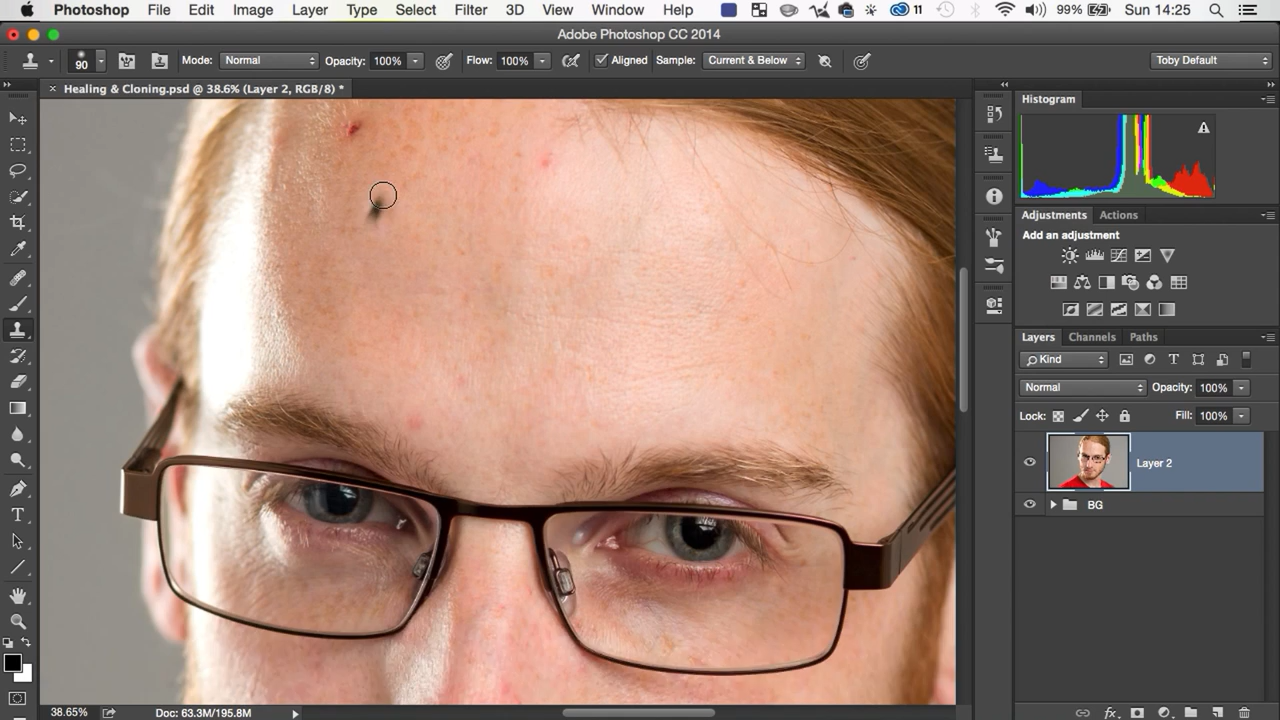 Photoshop File Edit Image Layer Type Select Filter 3D View Window Help 11 99% Sun 14:25
Adobe Photoshop CC 2014
90 Mode: Normal Opacity: 100% Flow: 100% Aligned Sample: Current & Below Toby Default
× Healing & Cloning.psd @ 38.6% (Layer 2, RGB/8) *
Histogram
Adjustments Actions
Add an adjustment
Layers Channels Paths
Kind
Normal Opacity: 100%
Lock: Fill: 100%
Layer 2
BG
38.65% Doc: 63.3M/195.8M